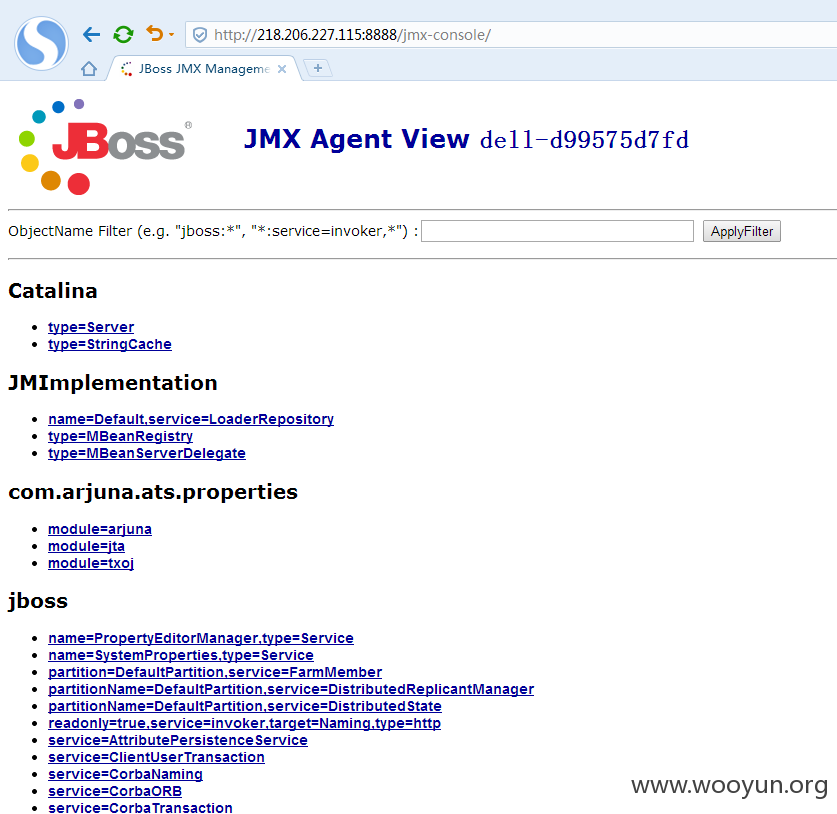 http://218.206.227.115:8888/jmx-console/
JBoss JMX Manageme
JBoss®
JMX Agent View dell-d99575d7fd
ObjectName Filter (e.g. "jboss:*", "*:service=invoker,*") : ApplyFilter
Catalina
type=Server
type=StringCache
JMImplementation
name=Default,service=LoaderRepository
type=MBeanRegistry
type=MBeanServerDelegate
com.arjuna.ats.properties
module=arjuna
module=jta
module=txoj
jboss
name=PropertyEditorManager,type=Service
name=SystemProperties,type=Service
partition=DefaultPartition,service=FarmMember
partitionName=DefaultPartition,service=DistributedReplicantManager
partitionName=DefaultPartition,service=DistributedState
readonly=true,service=invoker,target=Naming,type=http
service=AttributePersistenceService
service=ClientUserTransaction
service=CorbaNaming
service=CorbaORB
service=CorbaTransaction
www.wooyun.org